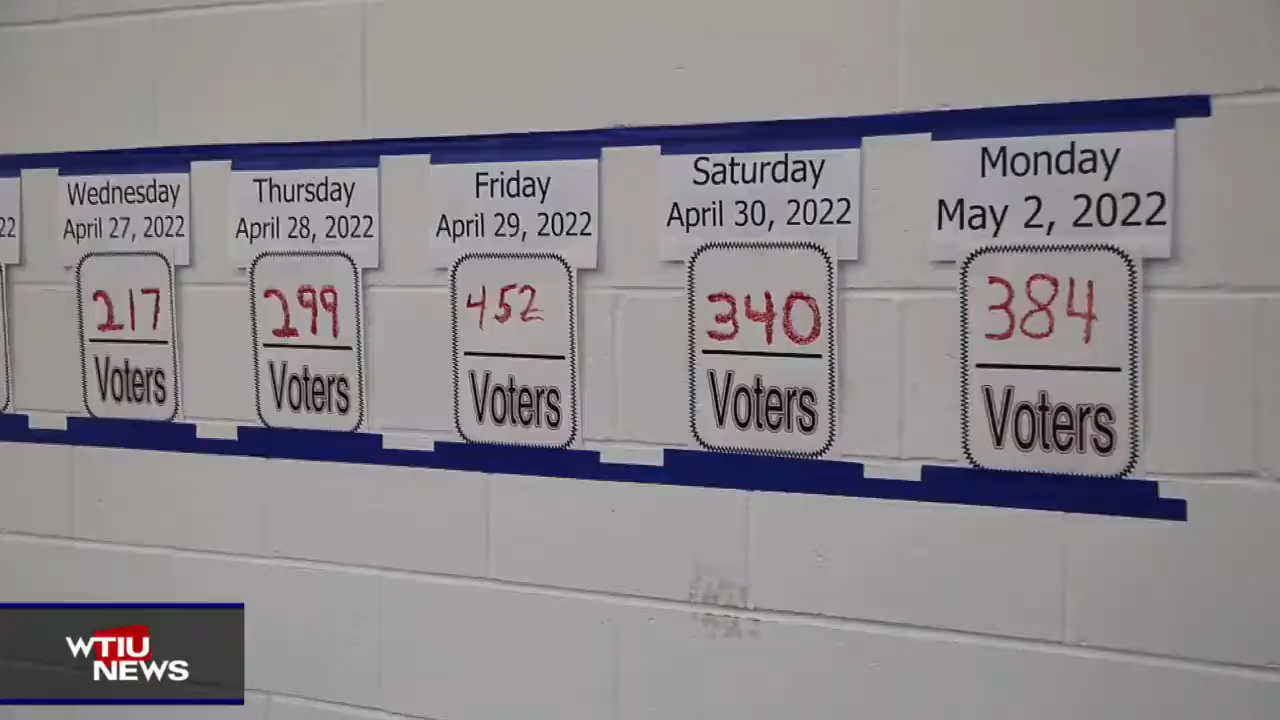 22
Wednesday
April 27, 2022
217
Voters
Thursday
April 28, 2022
299
Voters
Friday
April 29, 2022
452
Voters
Saturday
April 30, 2022
340
Voters
Monday
May 2, 2022
384
Voters
WTIU
NEWS